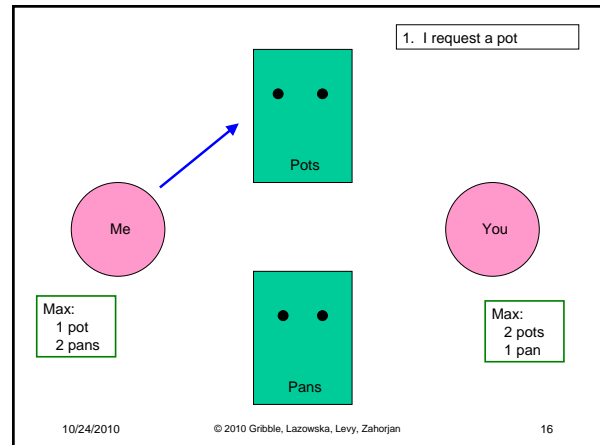 1. I request a pot
Pots
Me
You
Max:
1 pot
2 pans
Max:
2 pots
1 pan
Pans
10/24/2010
© 2010 Gribble, Lazowska, Levy, Zahorjan
16